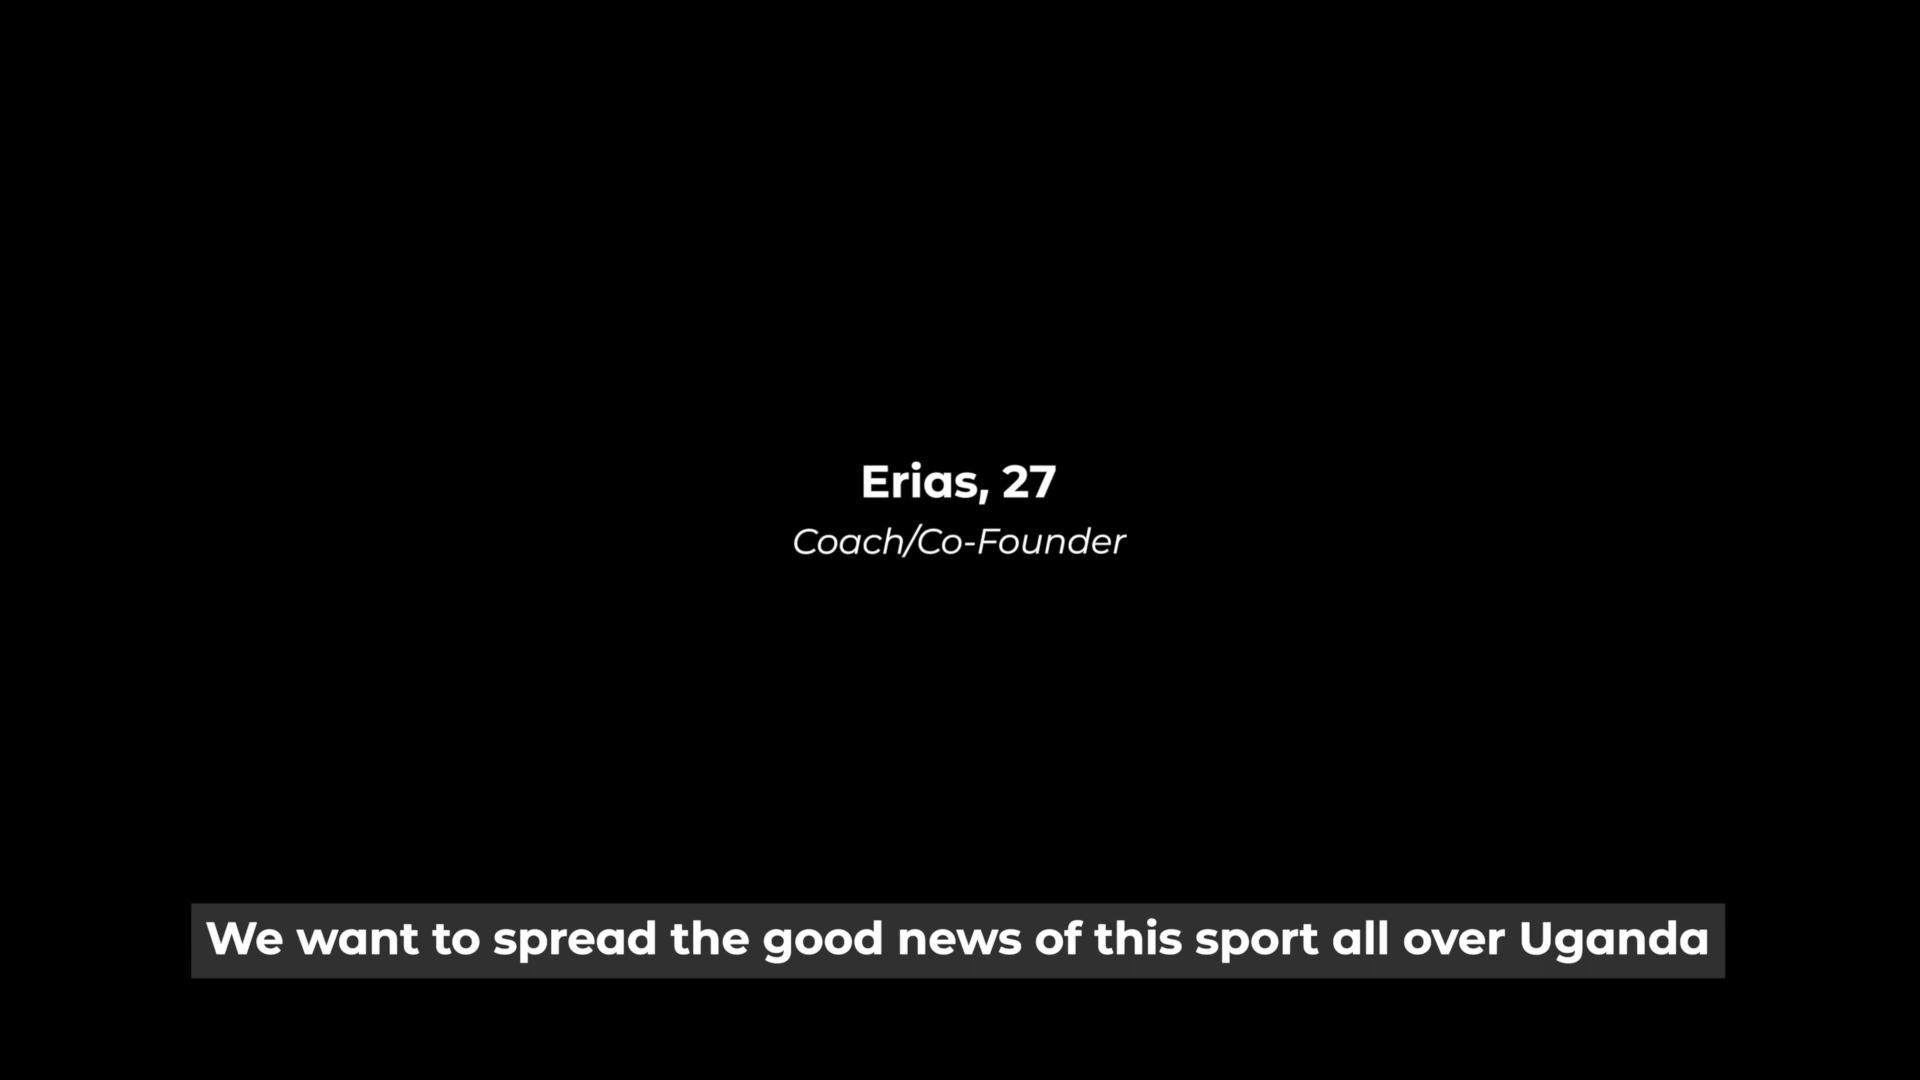 Erias, 27
Coach/Co-Founder
We want to spread the good news of this sport all over Uganda